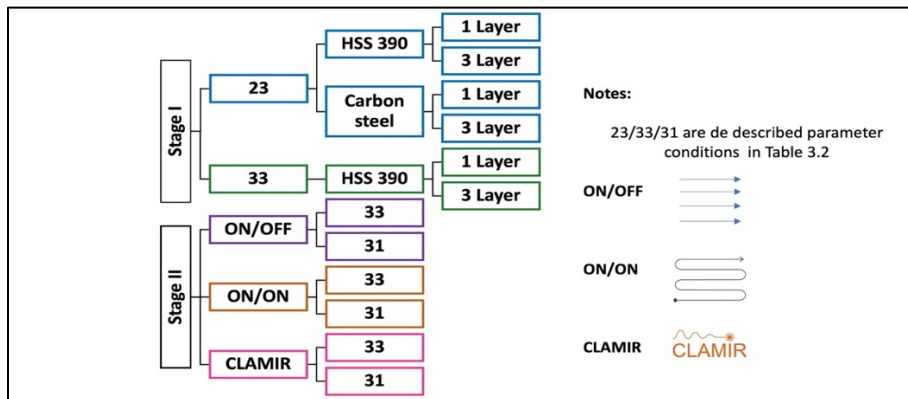 Stage I
23
HSS 390
1 Layer
3 Layer
Carbon
steel
1 Layer
3 Layer
33
HSS 390
1 Layer
3 Layer
Stage II
ON/OFF
33
31
ON/ON
33
31
CLAMIR
33
31
Notes:
23/33/31 are de described parameter
conditions in Table 3.2
ON/OFF
ON/ON
CLAMIR
CLAMIR